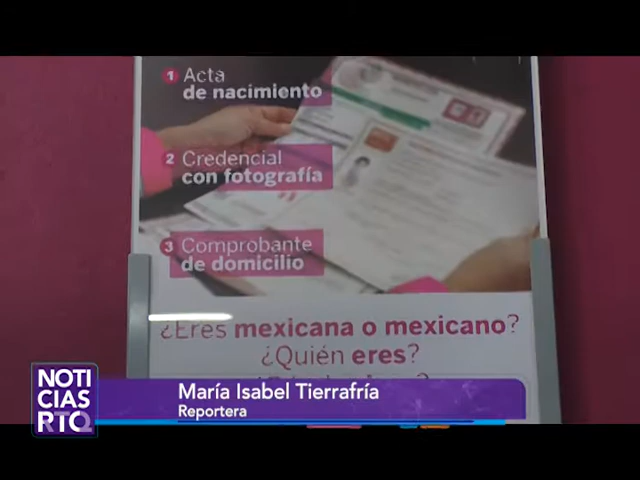 1 Acta
de nacimiento
2 Credencial
con fotografía
3 Comprobante
de domicilio
¿Eres mexicana o mexicano?
¿Quién eres?
NOTI
CIAS
RTQ
María Isabel Tierrafría
Reportera